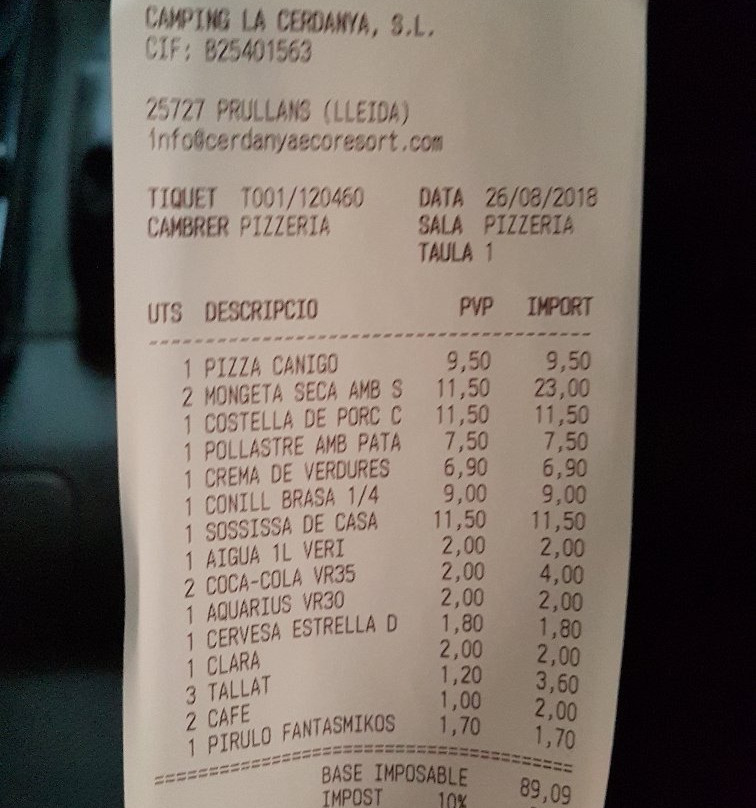 CAMPING LA CERDANYA, S.L.
CIF: B25401563
25727 PRULLANS (LLEIDA)
info@cerdanyaecoresort.com
TIQUET T001/120460 DATA 26/08/2018
CAMBRER PIZZERIA SALA PIZZERIA
TAULA 1
UTS DESCRIPCIO PVP IMPORT
1 PIZZA CANIGO 9,50 9,50
2 MONGETA SECA AMB S 11,50 23,00
1 COSTELLA DE PORC C 11,50 11,50
1 POLLASTRE AMB PATA 7,50 7,50
1 CREMA DE VERDURES 6,90 6,90
1 CONILL BRASA 1/4 9,00 9,00
1 SOSSISSA DE CASA 11,50 11,50
1 AIGUA 1L VERI 2,00 2,00
2 COCA-COLA VR35 2,00 4,00
1 AQUARIUS VR30 2,00 2,00
1 CERVESA ESTRELLA D 1,80 1,80
1 CLARA 2,00 2,00
3 TALLAT 1,20 3,60
2 CAFE 1,00 2,00
1 PIRULO FANTASMIKOS 1,70 1,70
BASE IMPOSABLE 89,09
IMPOST 10%